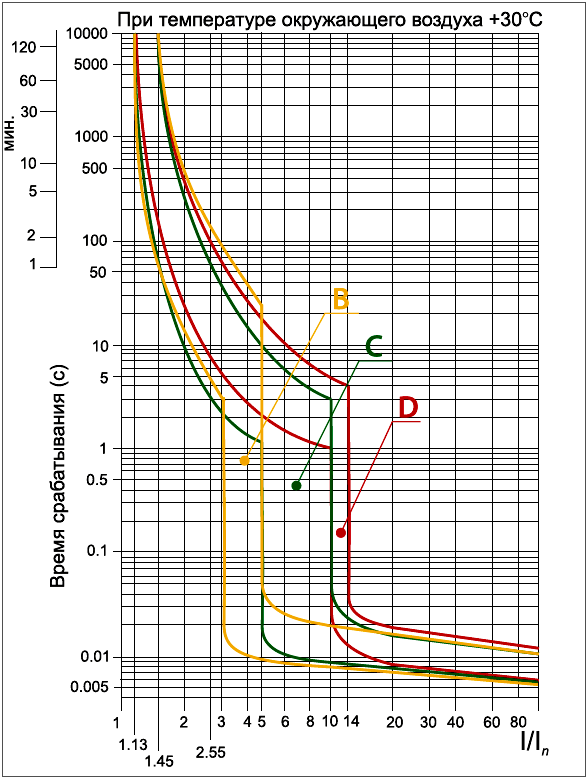 При температуре окружающего воздуха +30°C
10000
120
5000
60
30
мин.
1000
10
500
5
2
100
1
50
B
10
C
5
D
1
0.5
0.1
Время срабатывания (с)
0.01
0.005
1 2 3 4 5 6 8 10 14 20 30 40 60 80
1.13 2.55 I/In
1.45